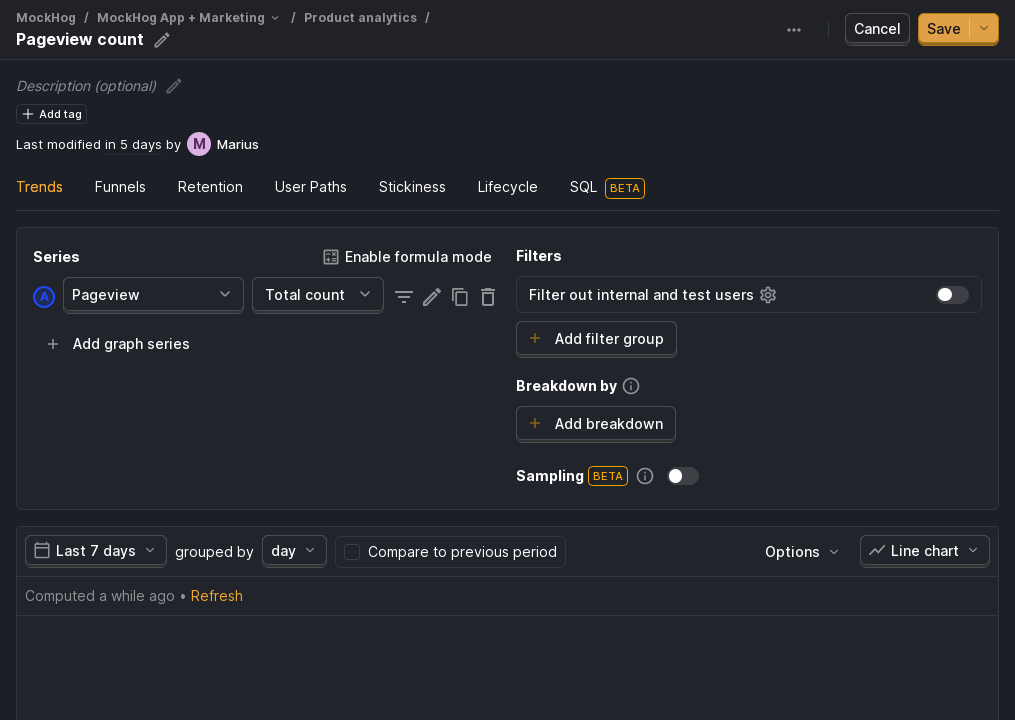 MockHog / MockHog App + Marketing / Product analytics /
Pageview count
Cancel
Save
Description (optional)
Add tag
Last modified in 5 days by M Marius
Trends Funnels Retention User Paths Stickiness Lifecycle SQL BETA
Series
Enable formula mode
A Pageview Total count
Add graph series
Filters
Filter out internal and test users
Add filter group
Breakdown by
Add breakdown
Sampling BETA
Last 7 days grouped by day Compare to previous period Options Line chart
Computed a while ago • Refresh